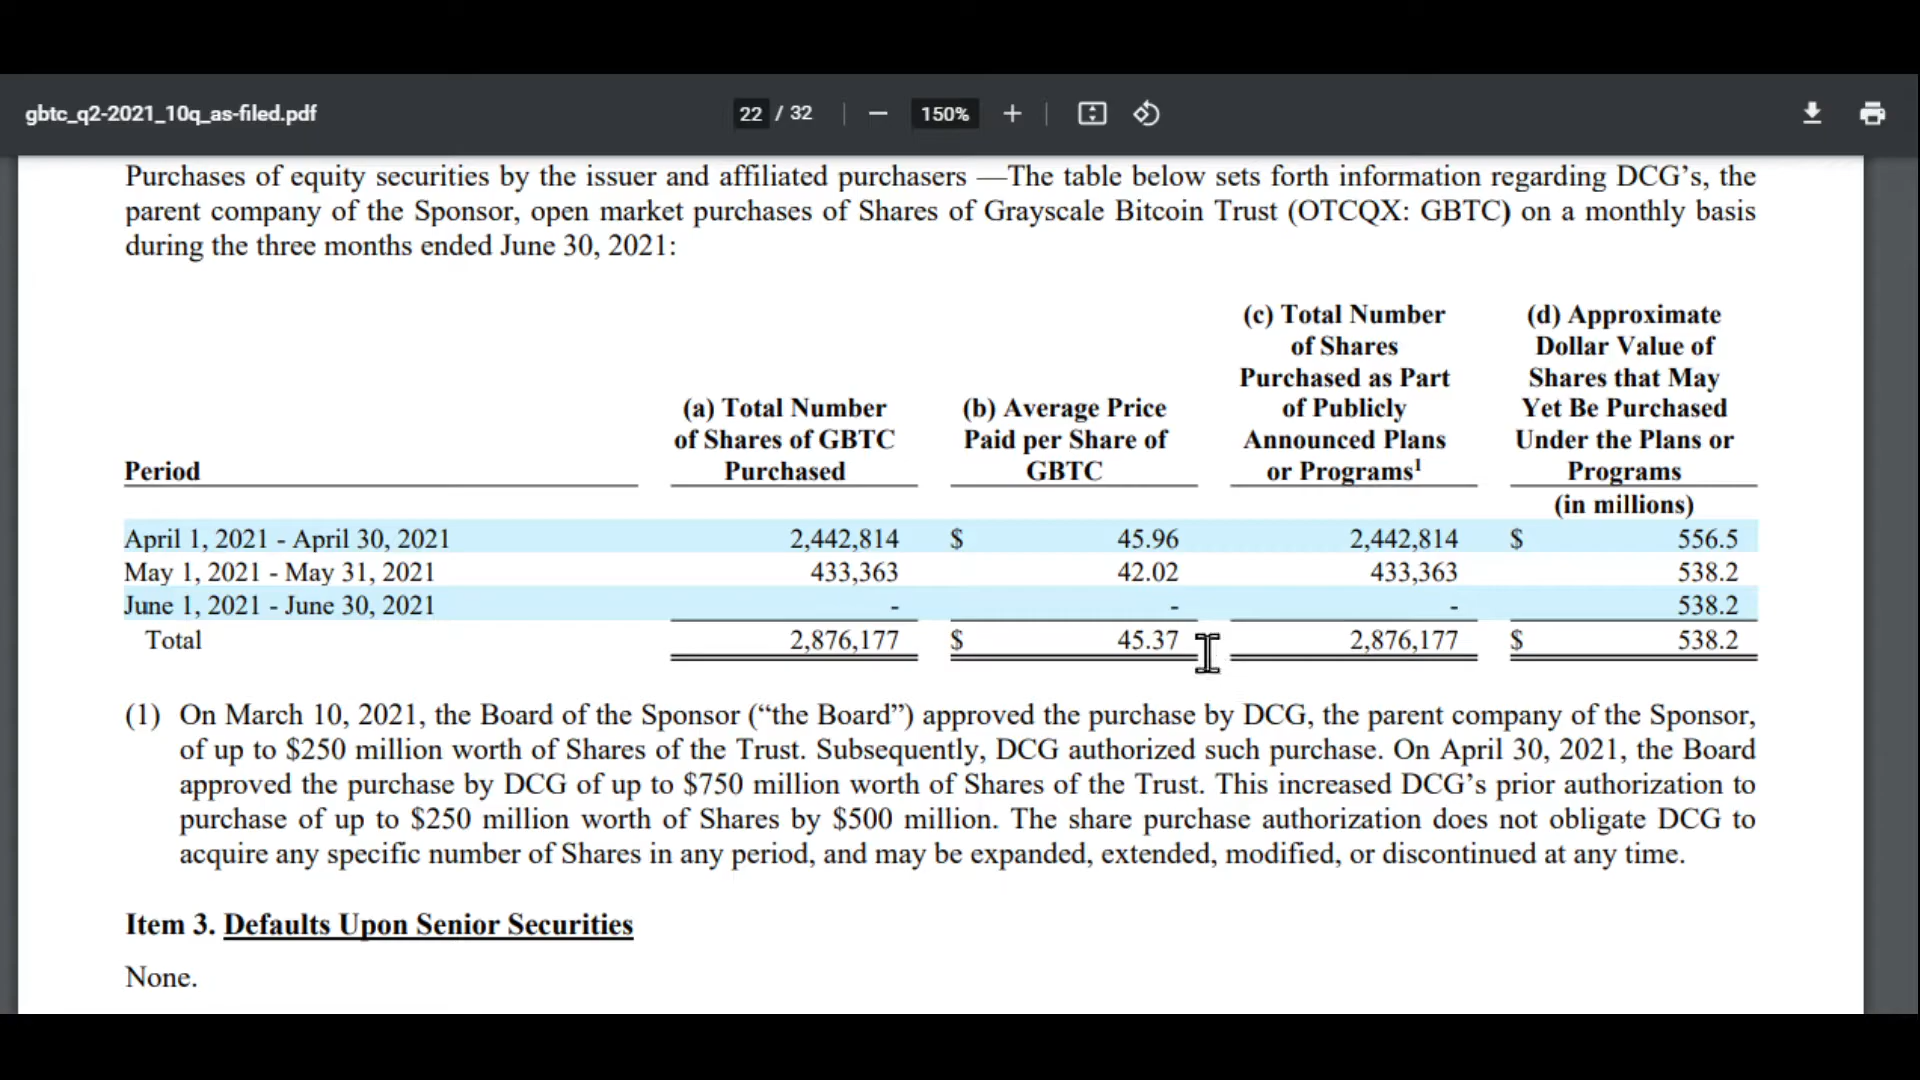 gbtc_q2-2021_10q_as-filed.pdf 22 / 32 150%
Purchases of equity securities by the issuer and affiliated purchasers —The table below sets forth information regarding DCG’s, the
parent company of the Sponsor, open market purchases of Shares of Grayscale Bitcoin Trust (OTCQX: GBTC) on a monthly basis
during the three months ended June 30, 2021:
Period
(a) Total Number
of Shares of GBTC
Purchased
(b) Average Price
Paid per Share of
GBTC
(c) Total Number
of Shares
Purchased as Part
of Publicly
Announced Plans
or Programs¹
(d) Approximate
Dollar Value of
Shares that May
Yet Be Purchased
Under the Plans or
Programs
(in millions)
April 1, 2021 - April 30, 2021 2,442,814 $ 45.96 2,442,814 $ 556.5
May 1, 2021 - May 31, 2021 433,363 42.02 433,363 538.2
June 1, 2021 - June 30, 2021 - - - 538.2
Total 2,876,177 $ 45.37 2,876,177 $ 538.2
(1) On March 10, 2021, the Board of the Sponsor (“the Board”) approved the purchase by DCG, the parent company of the Sponsor,
of up to $250 million worth of Shares of the Trust. Subsequently, DCG authorized such purchase. On April 30, 2021, the Board
approved the purchase by DCG of up to $750 million worth of Shares of the Trust. This increased DCG’s prior authorization to
purchase of up to $250 million worth of Shares by $500 million. The share purchase authorization does not obligate DCG to
acquire any specific number of Shares in any period, and may be expanded, extended, modified, or discontinued at any time.
Item 3. Defaults Upon Senior Securities
None.